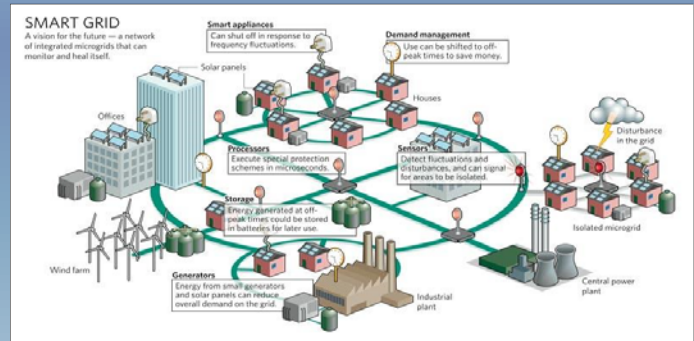 SMART GRID
A vision for the future — a network
of integrated microgrids that can
monitor and heal itself.
Smart appliances
Can shut off in response to
frequency fluctuations.
Demand management
Use can be shifted to off-
peak times to save money.
Solar panels
Houses
Offices
Disturbance
in the grid
Processors
Execute special protection
schemes in microseconds.
Sensors
Detect fluctuations and
disturbances, and can signal
for areas to be isolated.
Storage
Energy generated at off-
peak times could be stored
in batteries for later use.
Isolated microgrid
Wind farm
Generators
Energy from small generators
and solar panels can reduce
overall demand on the grid.
Industrial
plant
Central power
plant